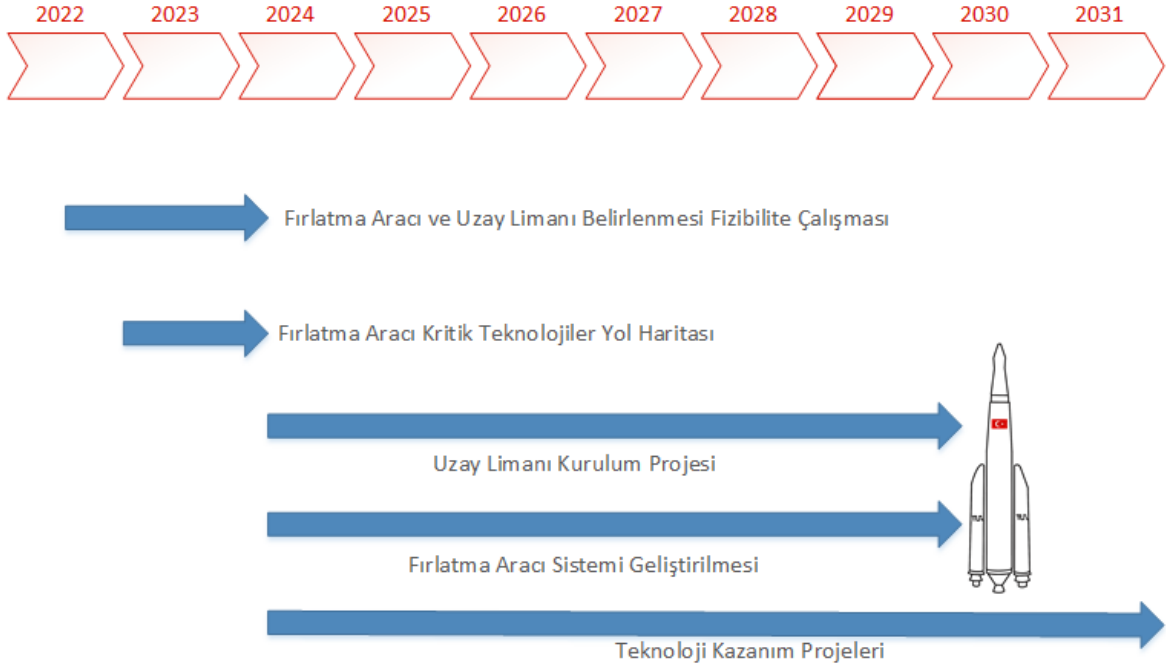 2022 2023 2024 2025 2026 2027 2028 2029 2030 2031
Fırlatma Aracı ve Uzay Limanı Belirlenmesi Fizibilite Çalışması
Fırlatma Aracı Kritik Teknolojiler Yol Haritası
Uzay Limanı Kurulum Projesi
Fırlatma Aracı Sistemi Geliştirilmesi
Teknoloji Kazanım Projeleri